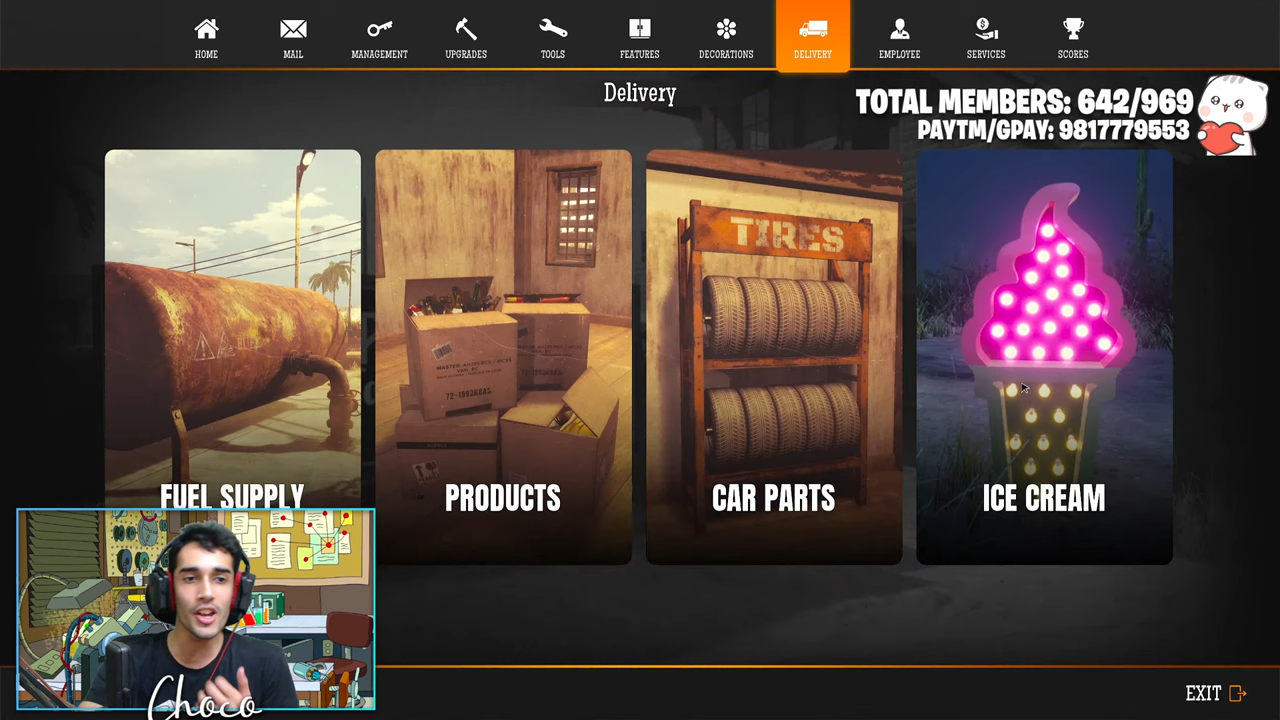 HOME
MAIL
MANAGEMENT
UPGRADES
TOOLS
FEATURES
DECORATIONS
DELIVERY
EMPLOYEE
SERVICES
SCORES
Delivery
TOTAL MEMBERS: 642/969
PAYTM/GPAY: 9817779553
TIRES
FUEL SUPPLY
PRODUCTS
CAR PARTS
ICE CREAM
Choco
EXIT